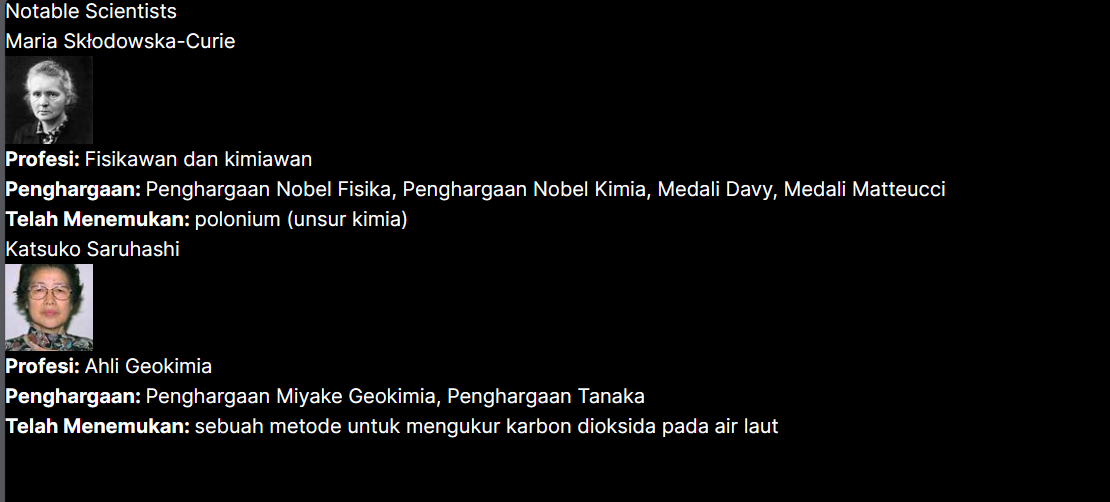 Notable Scientists
Maria Skłodowska-Curie
Profesi: Fisikawan dan kimiawan
Penghargaan: Penghargaan Nobel Fisika, Penghargaan Nobel Kimia, Medali Davy, Medali Matteucci
Telah Menemukan: polonium (unsur kimia)
Katsuko Saruhashi
Profesi: Ahli Geokimia
Penghargaan: Penghargaan Miyake Geokimia, Penghargaan Tanaka
Telah Menemukan: sebuah metode untuk mengukur karbon dioksida pada air laut